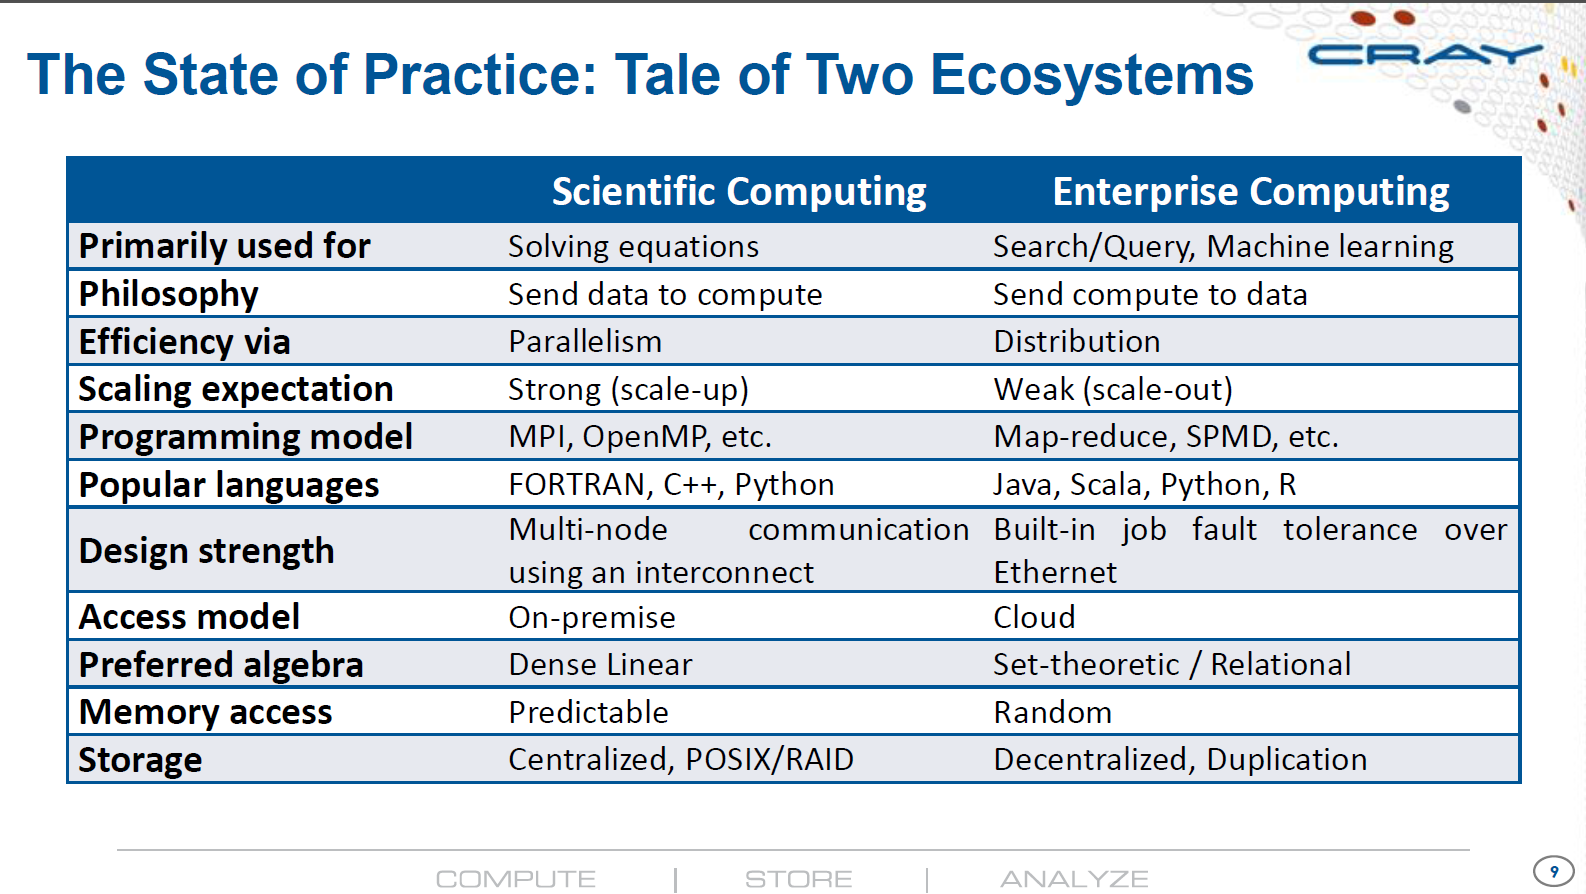 The State of Practice: Tale of Two Ecosystems
CRAY
Scientific Computing Enterprise Computing
Primarily used for Solving equations Search/Query, Machine learning
Philosophy Send data to compute Send compute to data
Efficiency via Parallelism Distribution
Scaling expectation Strong (scale-up) Weak (scale-out)
Programming model MPI, OpenMP, etc. Map-reduce, SPMD, etc.
Popular languages FORTRAN, C++, Python Java, Scala, Python, R
Design strength Multi-node communication Built-in job fault tolerance over
using an interconnect Ethernet
Access model On-premise Cloud
Preferred algebra Dense Linear Set-theoretic / Relational
Memory access Predictable Random
Storage Centralized, POSIX/RAID Decentralized, Duplication
COMPUTE | STORE | ANALYZE
9